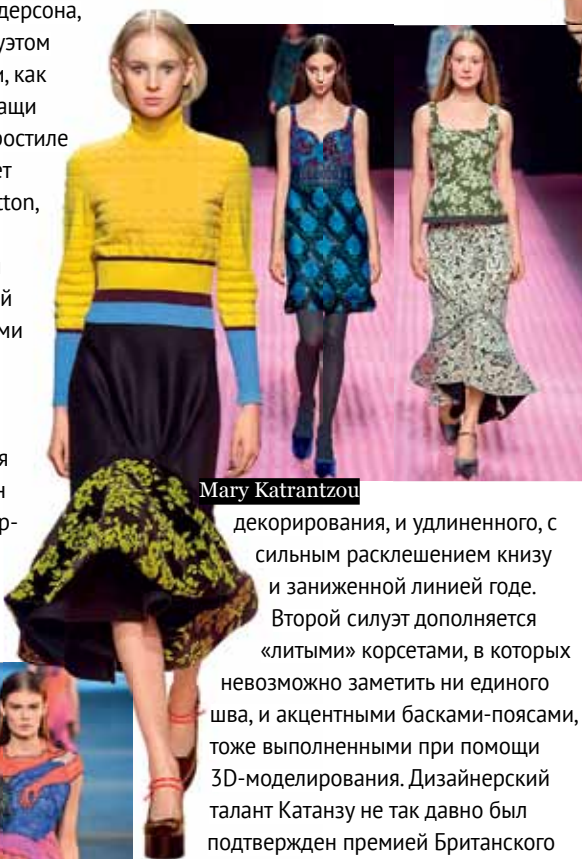 дерсона,
уэтом
и, как
ащи
ростиле
ет
tton,
й
ми
я
н
р-
Mary Katrantzou
декорирования, и удлиненного, с
сильным расклешением книзу
и заниженной линией годе.
Второй силуэт дополняется
«литыми» корсетами, в которых
невозможно заметить ни единого
шва, и акцентными басками-поясами,
тоже выполненными при помощи
3D-моделирования. Дизайнерский
талант Катанзу не так давно был
подтвержден премией Британского